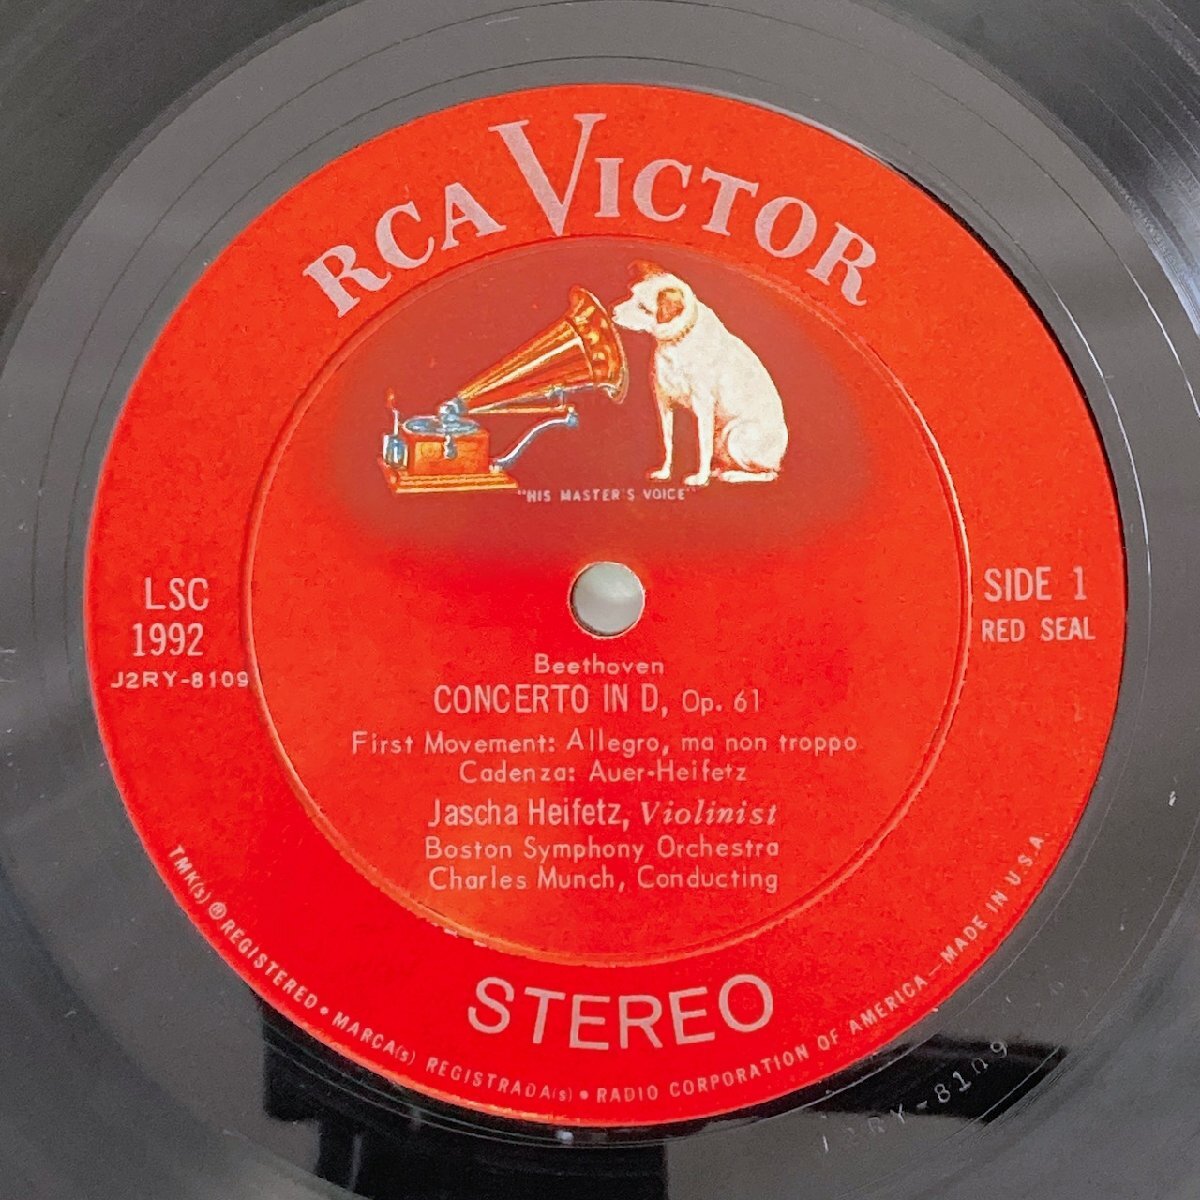 RCA VICTOR
"HIS MASTER'S VOICE"
LSC
1992
J2RY-8109
SIDE 1
RED SEAL
Beethoven
CONCERTO IN D, Op. 61
First Movement: Allegro, ma non troppo
Cadenza: Auer-Heifetz
Jascha Heifetz, Violinist
Boston Symphony Orchestra
Charles Munch, Conducting
STEREO
TMK(s) ® REGISTERED • MARCA(s) REGISTRADA(s) • RADIO CORPORATION OF AMERICA — MADE IN U.S.A.
J2RY-8109